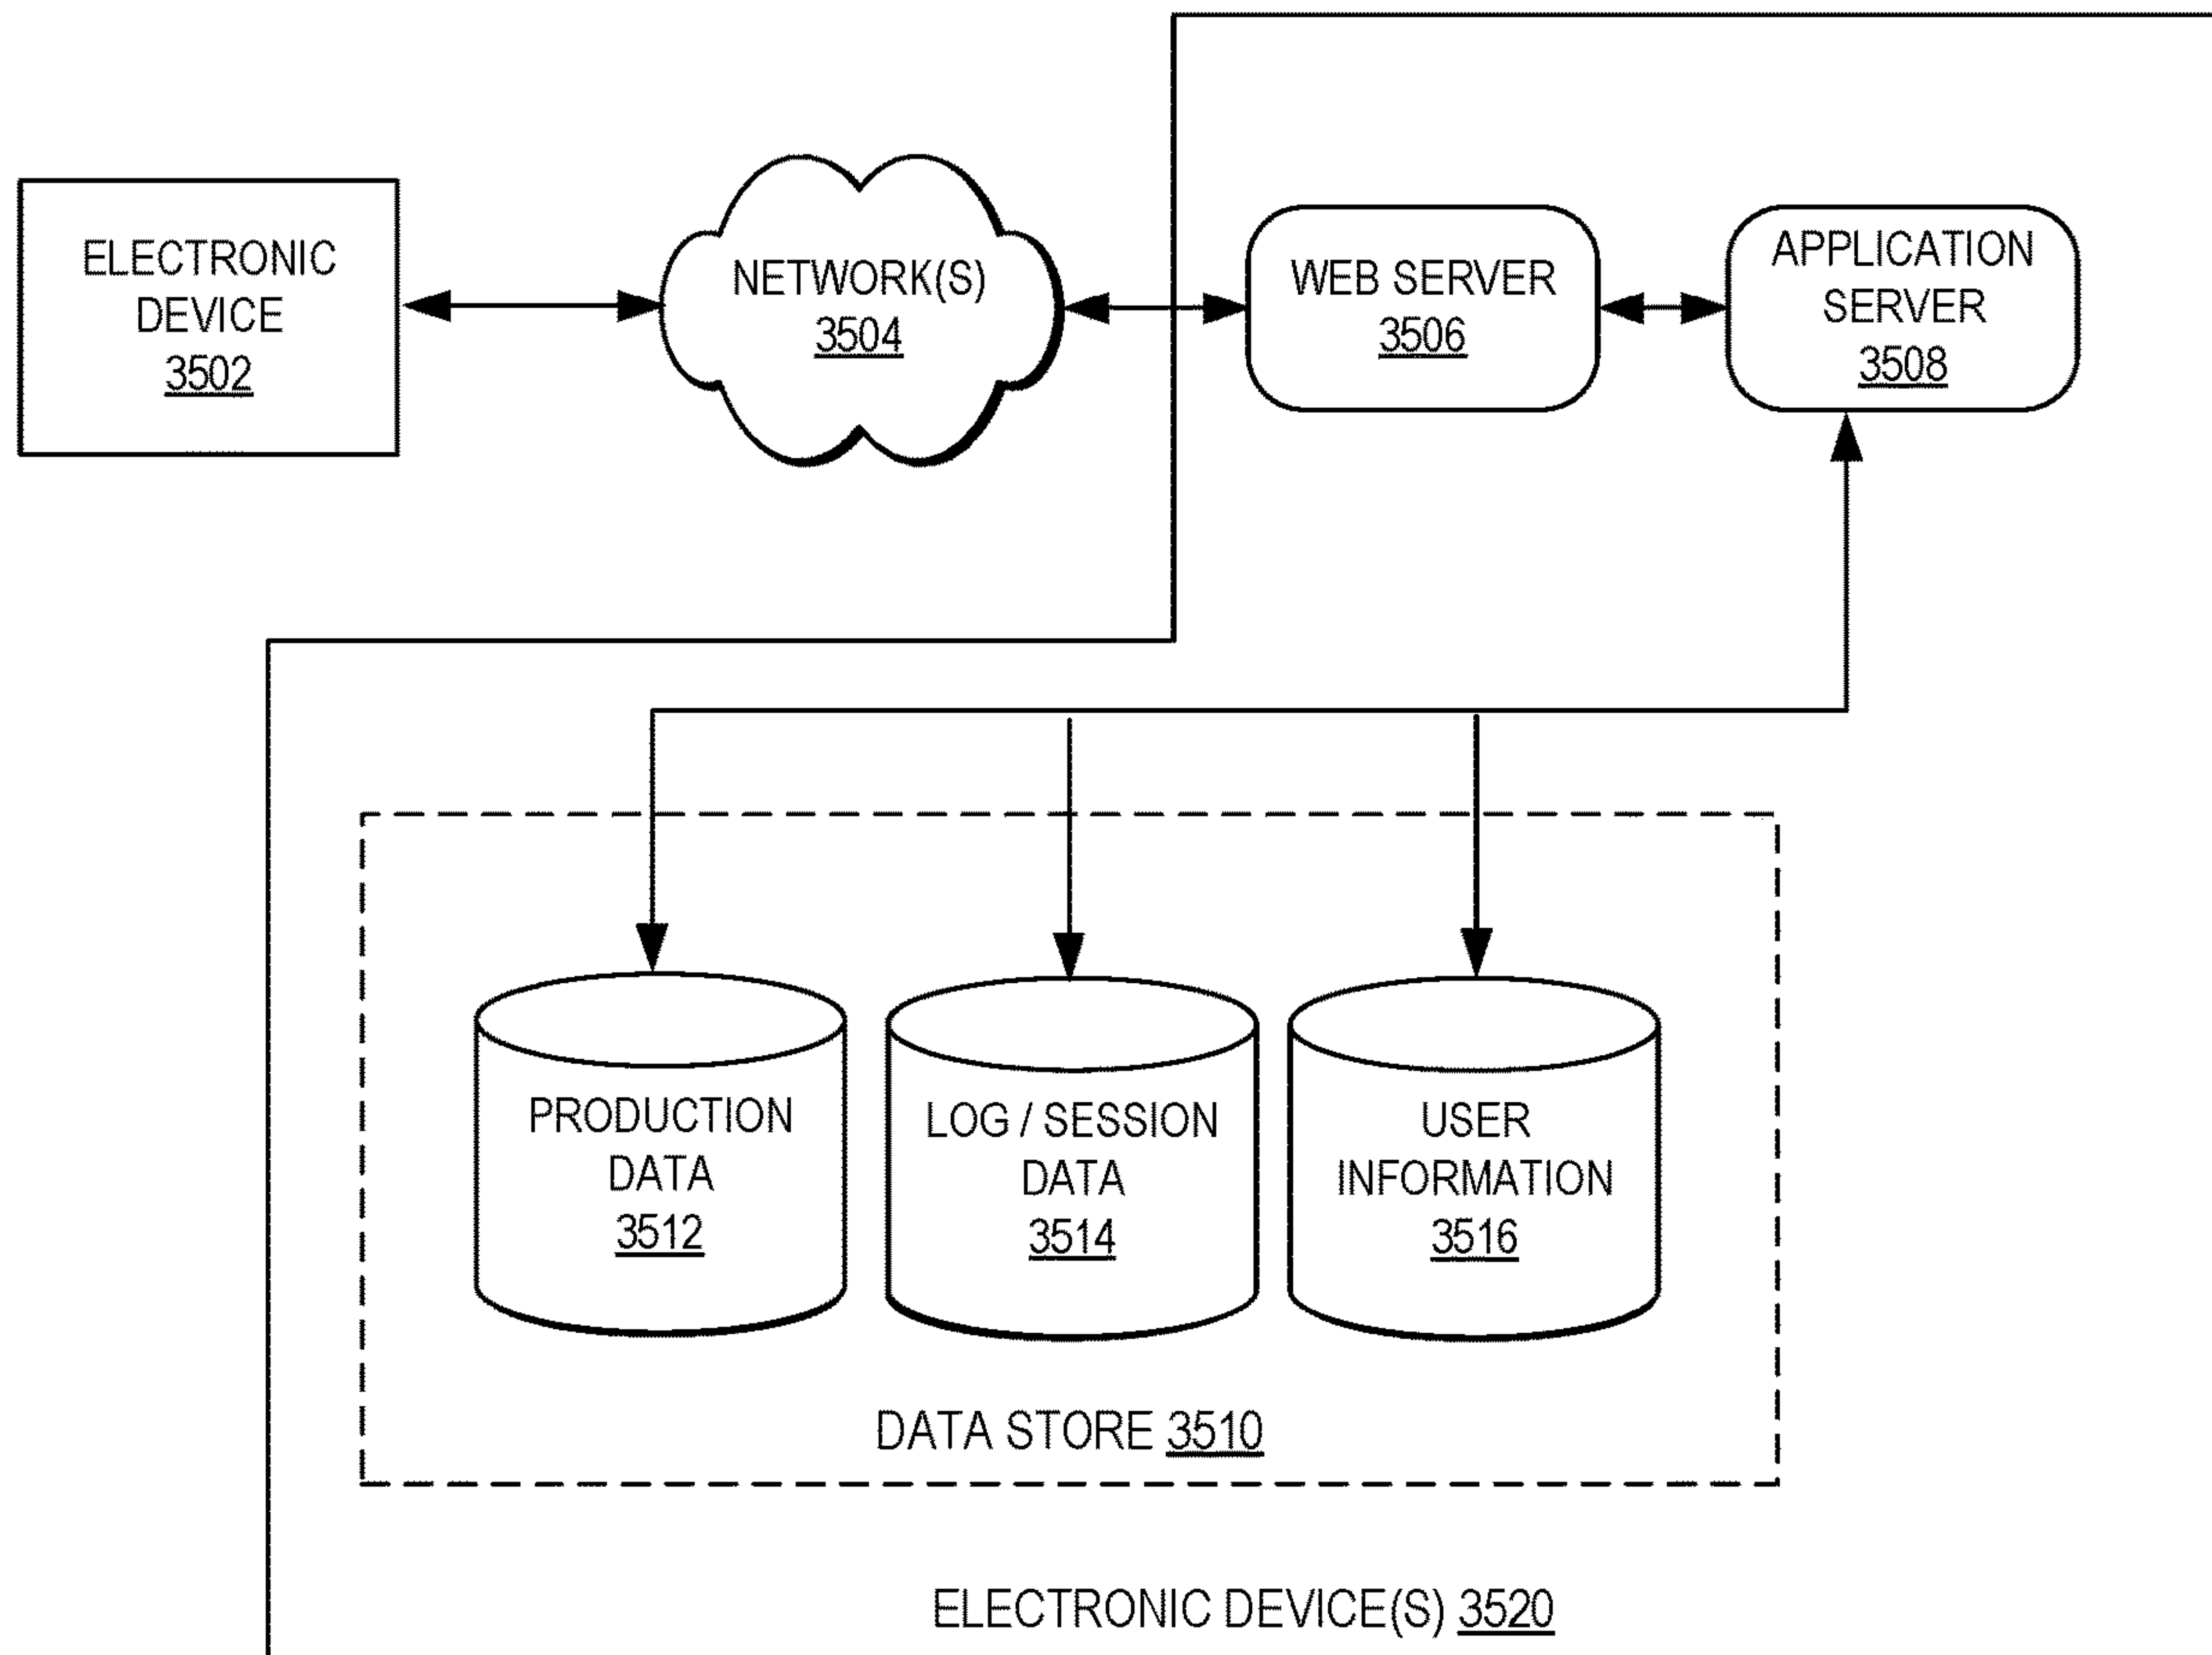 ELECTRONIC
DEVICE
3502
NETWORK(S)
3504
WEB SERVER
3506
APPLICATION
SERVER
3508
PRODUCTION
DATA
3512
LOG / SESSION
DATA
3514
USER
INFORMATION
3516
DATA STORE 3510
ELECTRONIC DEVICE(S) 3520